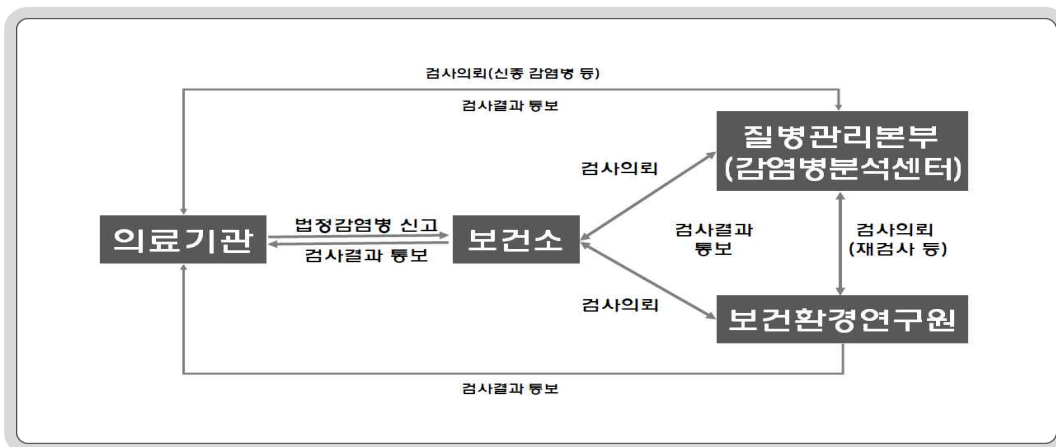 검사의뢰(신종 감염병 등)
검사결과 통보
질병관리본부
(감염병분석센터)
검사의뢰
의료기관
법정감염병 신고
검사결과 통보
보건소
검사결과
통보
검사의뢰
(재검사 등)
검사의뢰
보건환경연구원
검사결과 통보